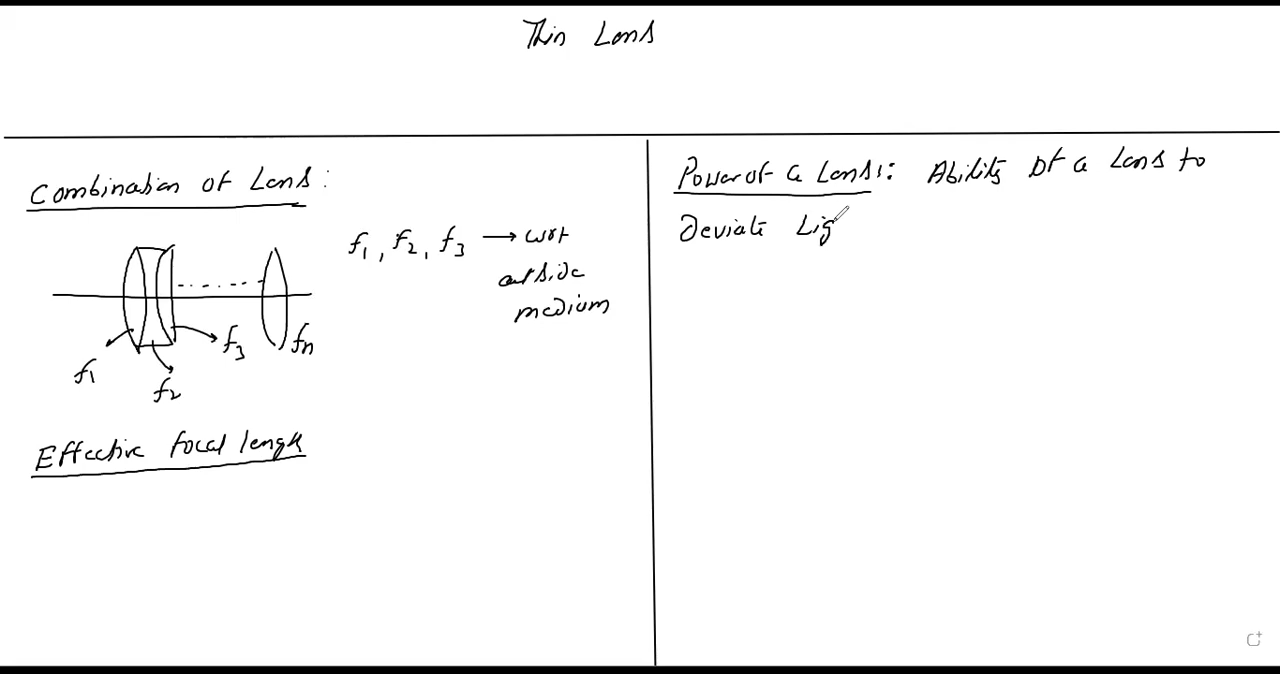 Thin Lens
Combination of Lens :
f1, f2, f3 → wrt
outside
medium
f1
f2
f3
fn
Effective focal length
Power of a Lens : Ability of a Lens to
Deviate Lig